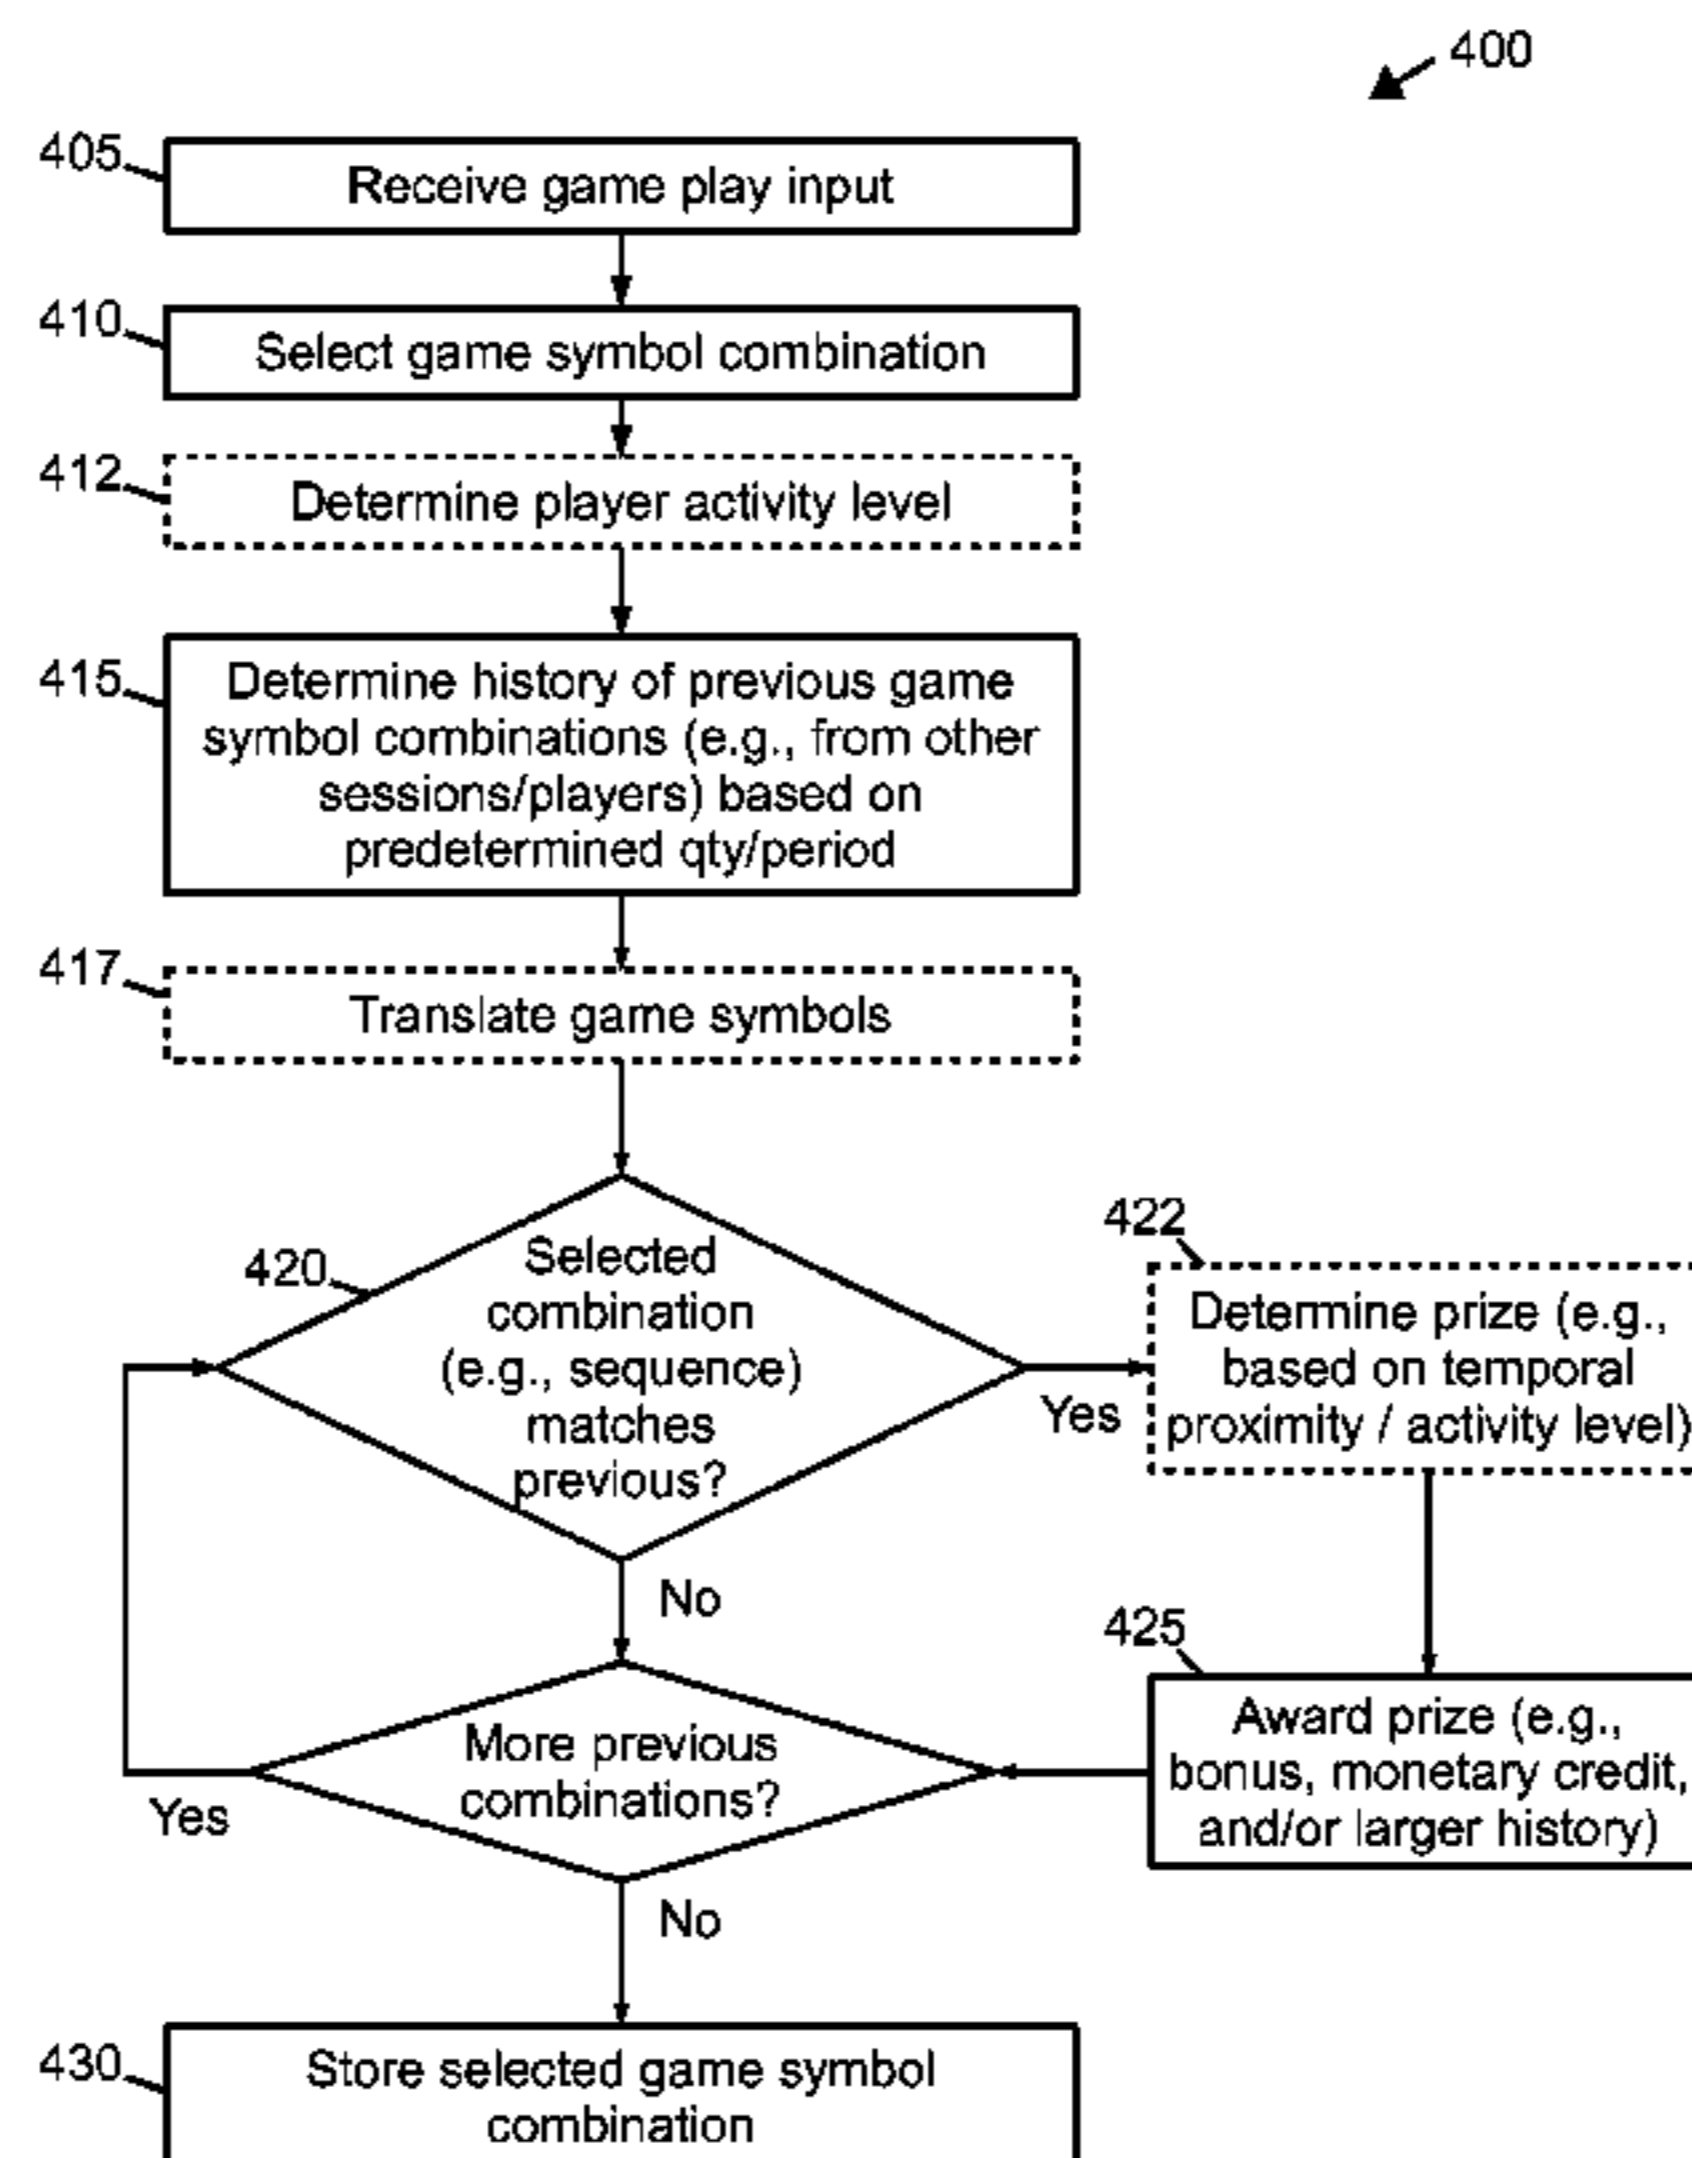 400
405
Receive game play input
410
Select game symbol combination
412
Determine player activity level
415
Determine history of previous game
symbol combinations (e.g., from other
sessions/players) based on
predetermined qty/period
417
Translate game symbols
420
Selected
combination
(e.g., sequence)
matches
previous?
Yes
422
Determine prize (e.g.,
based on temporal
proximity / activity level)
No
425
Award prize (e.g.,
bonus, monetary credit,
and/or larger history)
More previous
combinations?
Yes
No
430
Store selected game symbol
combination